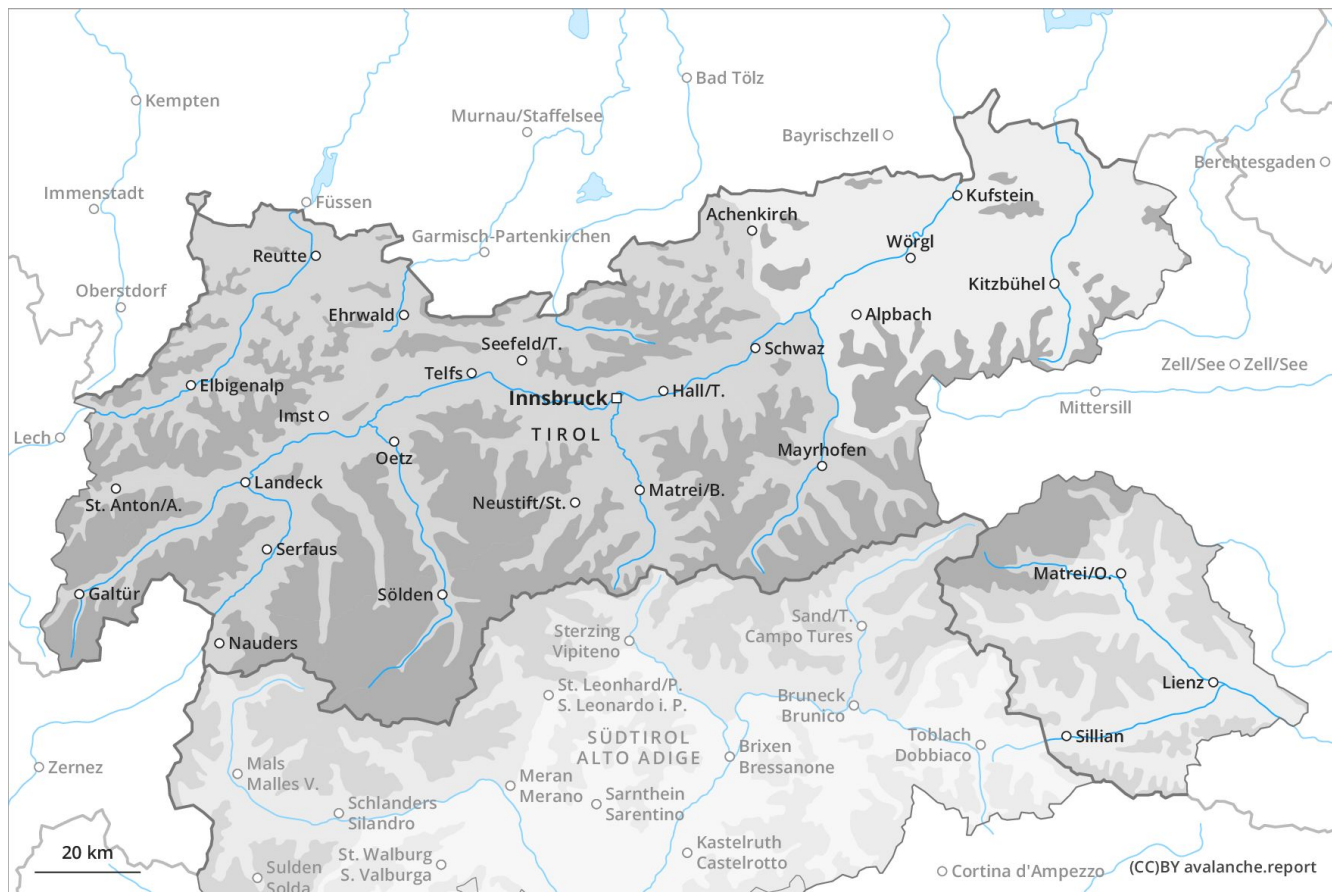 Bad Tölz
Kempten
Murnau/Staffelsee
Bayrischzell
Berchtesgaden
Immenstadt
Füssen
Kufstein
Achenkirch
Garmisch-Partenkirchen
Wörgl
Reutte
Kitzbühel
Oberstdorf
Ehrwald
Alpbach
Seefeld/T.
Schwaz
Zell/See
Zell/See
Telfs
Elbigenalp
Hall/T.
Innsbruck
Mittersill
Imst
TIROL
Lech
Mayrhofen
Oetz
Landeck
Matrei/B.
St. Anton/A.
Neustift/St.
Serfaus
Matrei/O.
Galtür
Sölden
Sand/T.
Campo Tures
Sterzing
Vipiteno
Nauders
Lienz
St. Leonhard/P.
S. Leonardo i. P.
Bruneck
Brunico
SÜDTIROL
ALTO ADIGE
Toblach
Dobbiaco
Sillian
Brixen
Bressanone
Zernez
Mals
Malles V.
Meran
Merano
Sarnthein
Sarentino
Schlanders
Silandro
Kastelruth
Castelrotto
20 km
St. Walburg
S. Valburga
Sulden
Solda
Cortina d'Ampezzo
(CC)BY avalanche.report